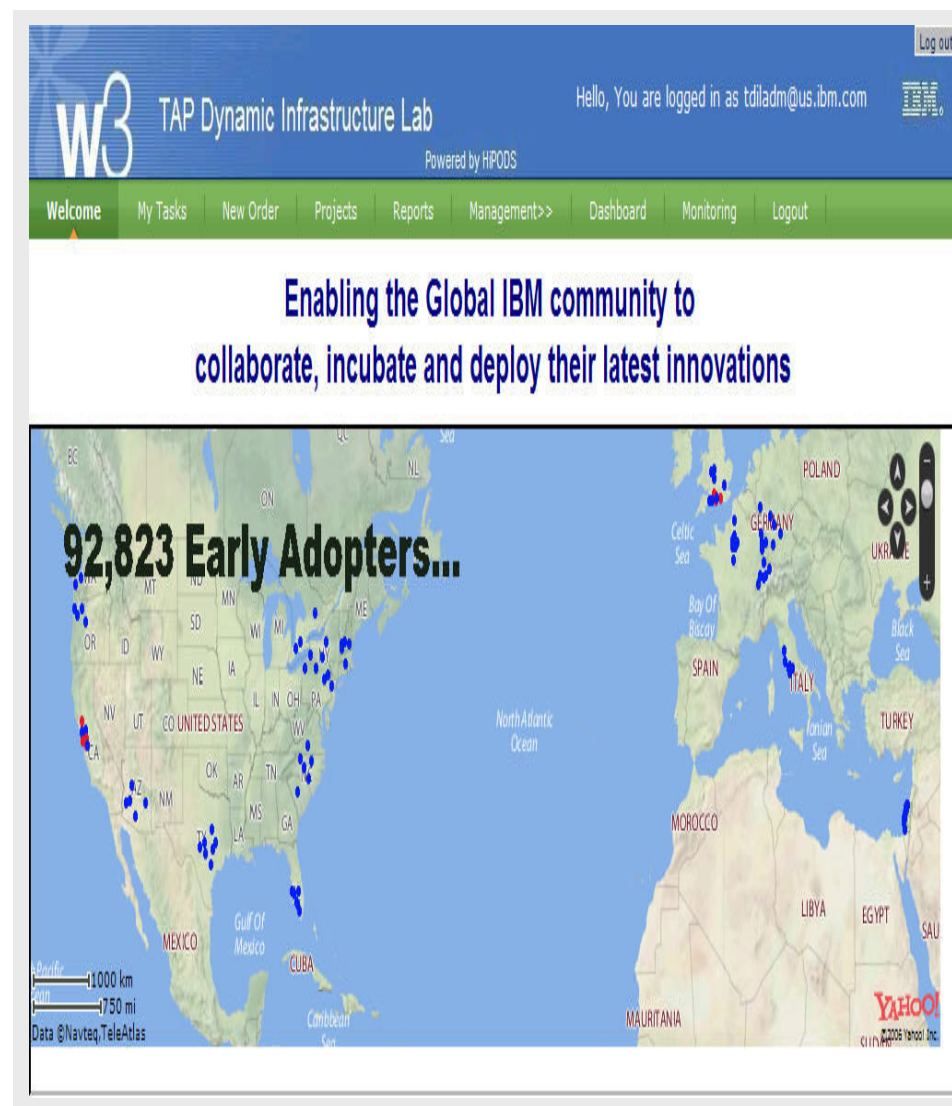 Log out
w3
TAP Dynamic Infrastructure Lab
Hello, You are logged in as tdiladm@us.ibm.com
IBM
Powered by HiPODS
Welcome My Tasks New Order Projects Reports Management>> Dashboard Monitoring Logout
Enabling the Global IBM community to
collaborate, incubate and deploy their latest innovations
92,823 Early Adopters...
BC
ON
QC
Sea
NL
MT
ND
MN
ME
OR
ID
WY
SD
WI
MI
NE
IA
IL
IN
OH
PA
NV
UT
CO
UNITED STATES
WV
CA
AZ
NM
OK
AR
TN
MS
GA
TX
LA
MEXICO
Gulf Of
Mexico
CUBA
Caribbean
Sea
North Atlantic
Ocean
Celtic
Sea
Bay Of
Biscay
POLAND
GERMANY
SPAIN
ITALY
Ionian
Sea
Black
Sea
TURKEY
MOROCCO
LIBYA
EGYPT
SAU
MAURITANIA
Pacific
1000 km
750 mi
Data ©Navteq,TeleAtlas
YAHOO!
©2006 Yahoo! Inc.